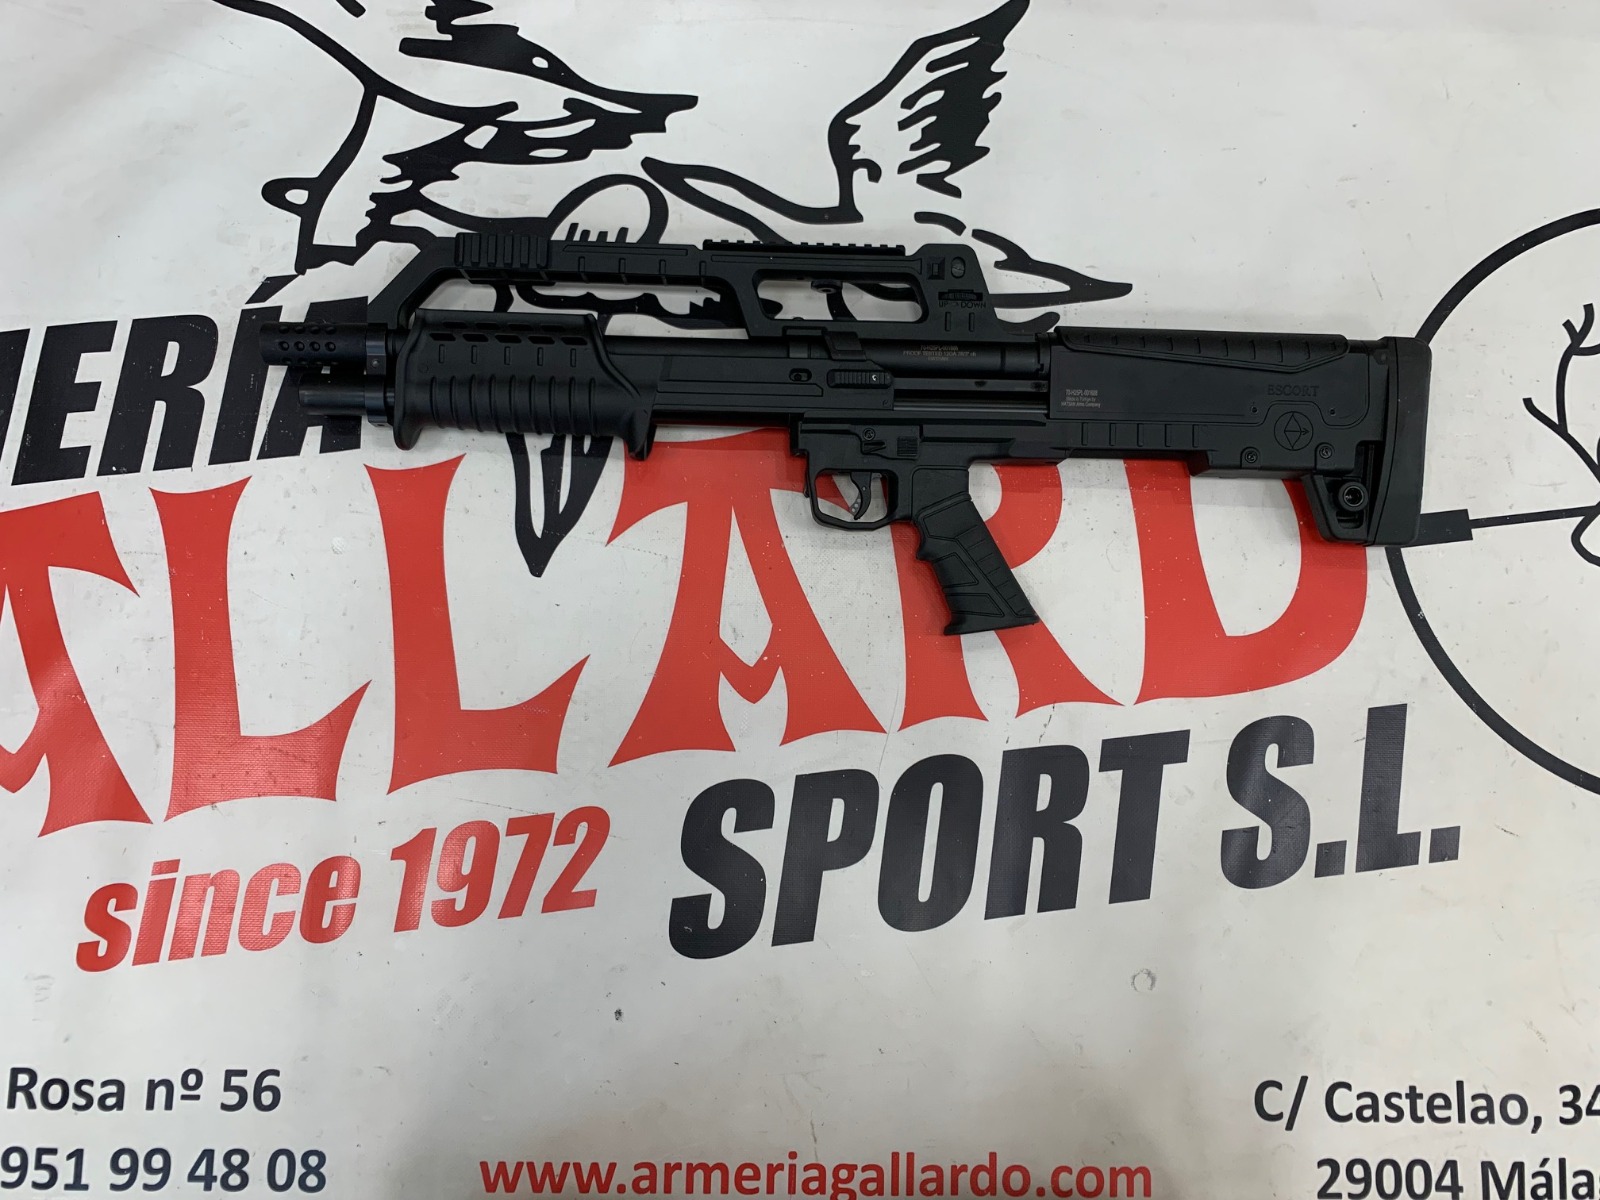 MERÍA
ALLARD
since 1972
SPORT S.L.
UP DOWN
ESCORT
Rosa nº 56
951 99 48 08
www.armeriagallardo.com
C/ Castelao, 34
29004 Mála